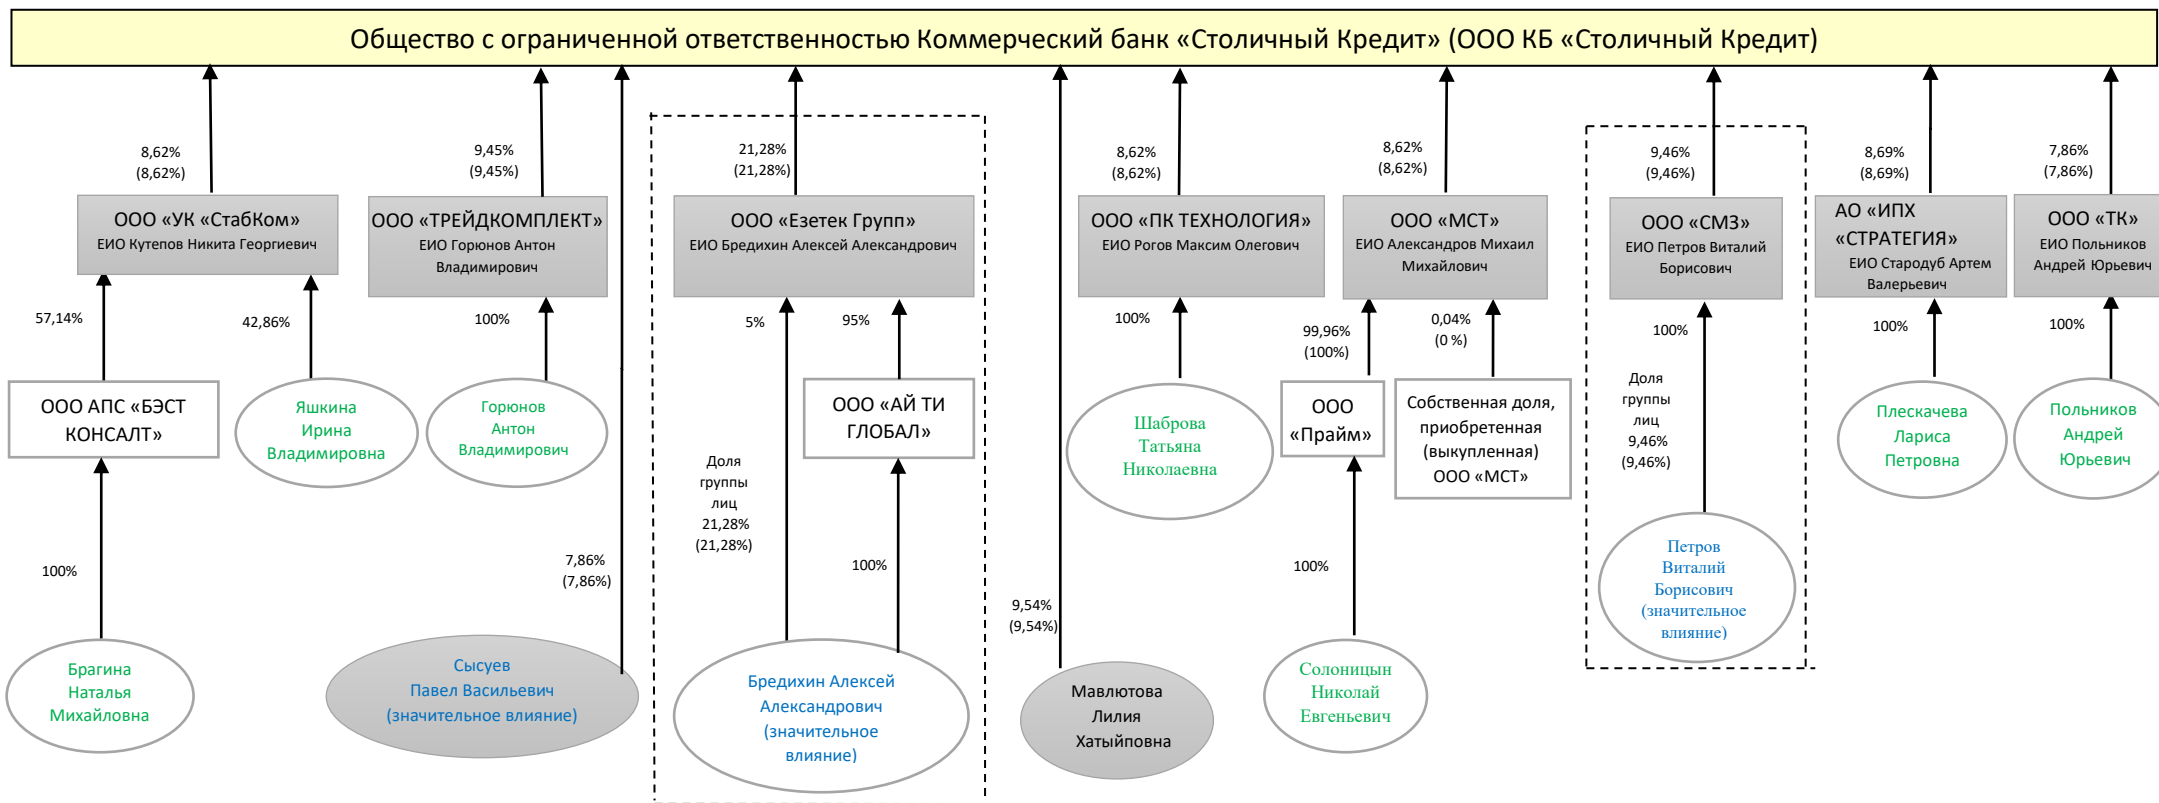 Общество с ограниченной ответственностью Коммерческий банк «Столичный Кредит» (ООО КБ «Столичный Кредит)
8,62%
(8,62%)
9,45%
(9,45%)
21,28%
(21,28%)
8,62%
(8,62%)
8,62%
(8,62%)
9,46%
(9,46%)
8,69%
(8,69%)
7,86%
(7,86%)
ООО «УК «СтабКом»
ЕИО Кутепов Никита Георгиевич
ООО «ТРЕЙДКОМПЛЕКТ»
ЕИО Горюнов Антон
Владимирович
ООО «Езетек Групп»
ЕИО Бредихин Алексей Александрович
ООО «ПК ТЕХНОЛОГИЯ»
ЕИО Рогов Максим Олегович
ООО «МСТ»
ЕИО Александров Михаил
Михайлович
ООО «СМЗ»
ЕИО Петров Виталий
Борисович
АО «ИПХ
«СТРАТЕГИЯ»
ЕИО Стародуб Артем
Валерьевич
ООО «ТК»
ЕИО Польников
Андрей Юрьевич
57,14%
42,86%
100%
5%
95%
100%
99,96%
(100%)
0,04%
(0 %)
100%
100%
100%
ООО АПС «БЭСТ
КОНСАЛТ»
Яшкина
Ирина
Владимировна
Горюнов
Антон
Владимирович
ООО «АЙ ТИ
ГЛОБАЛ»
Шаброва
Татьяна
Николаевна
ООО
«Прайм»
Собственная доля,
приобретенная
(выкупленная)
ООО «МСТ»
Доля
группы
лиц
9,46%
(9,46%)
Плескачева
Лариса
Петровна
Польников
Андрей
Юрьевич
Доля
группы
лиц
21,28%
(21,28%)
100%
7,86%
(7,86%)
100%
9,54%
(9,54%)
100%
Петров
Виталий
Борисович
(значительное
влияние)
Брагина
Наталья
Михайловна
Сысуев
Павел Васильевич
(значительное влияние)
Бредихин Алексей
Александрович
(значительное
влияние)
Мавлютова
Лилия
Хатыйповна
Солоницын
Николай
Евгеньевич